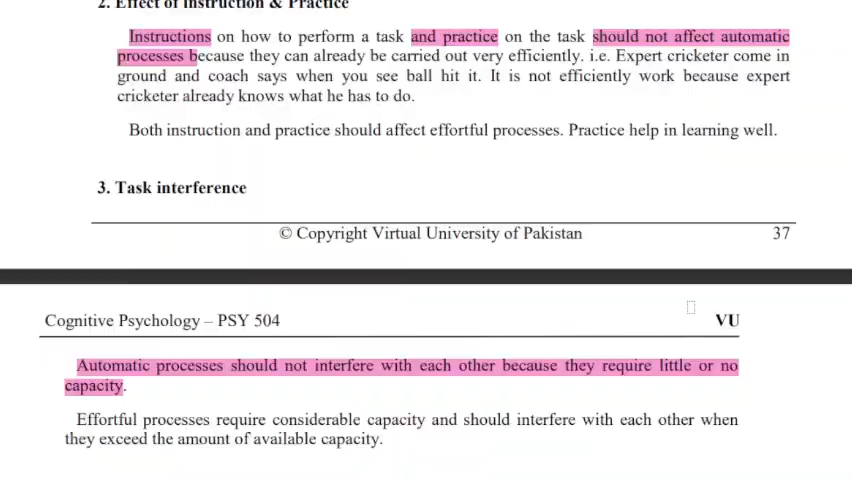 2. Effect of Instruction & Practice
Instructions on how to perform a task and practice on the task should not affect automatic
processes because they can already be carried out very efficiently. i.e. Expert cricketer come in
ground and coach says when you see ball hit it. It is not efficiently work because expert
cricketer already knows what he has to do.
Both instruction and practice should affect effortful processes. Practice help in learning well.
3. Task interference
© Copyright Virtual University of Pakistan 37
Cognitive Psychology – PSY 504 VU
Automatic processes should not interfere with each other because they require little or no
capacity.
Effortful processes require considerable capacity and should interfere with each other when
they exceed the amount of available capacity.